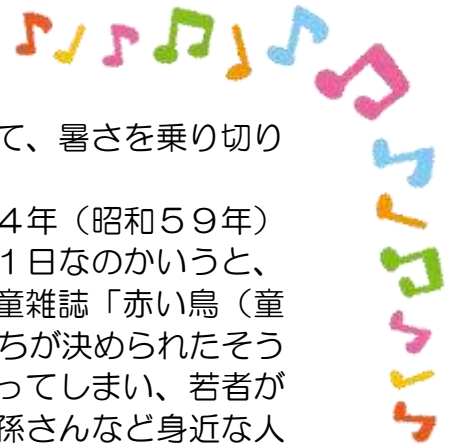 て、暑さを乗り切り
４年（昭和５９年）
１日なのかいうと、
童雑誌「赤い鳥（童
ちが決められたそう
ってしまい、若者が
孫さんなど身近な人